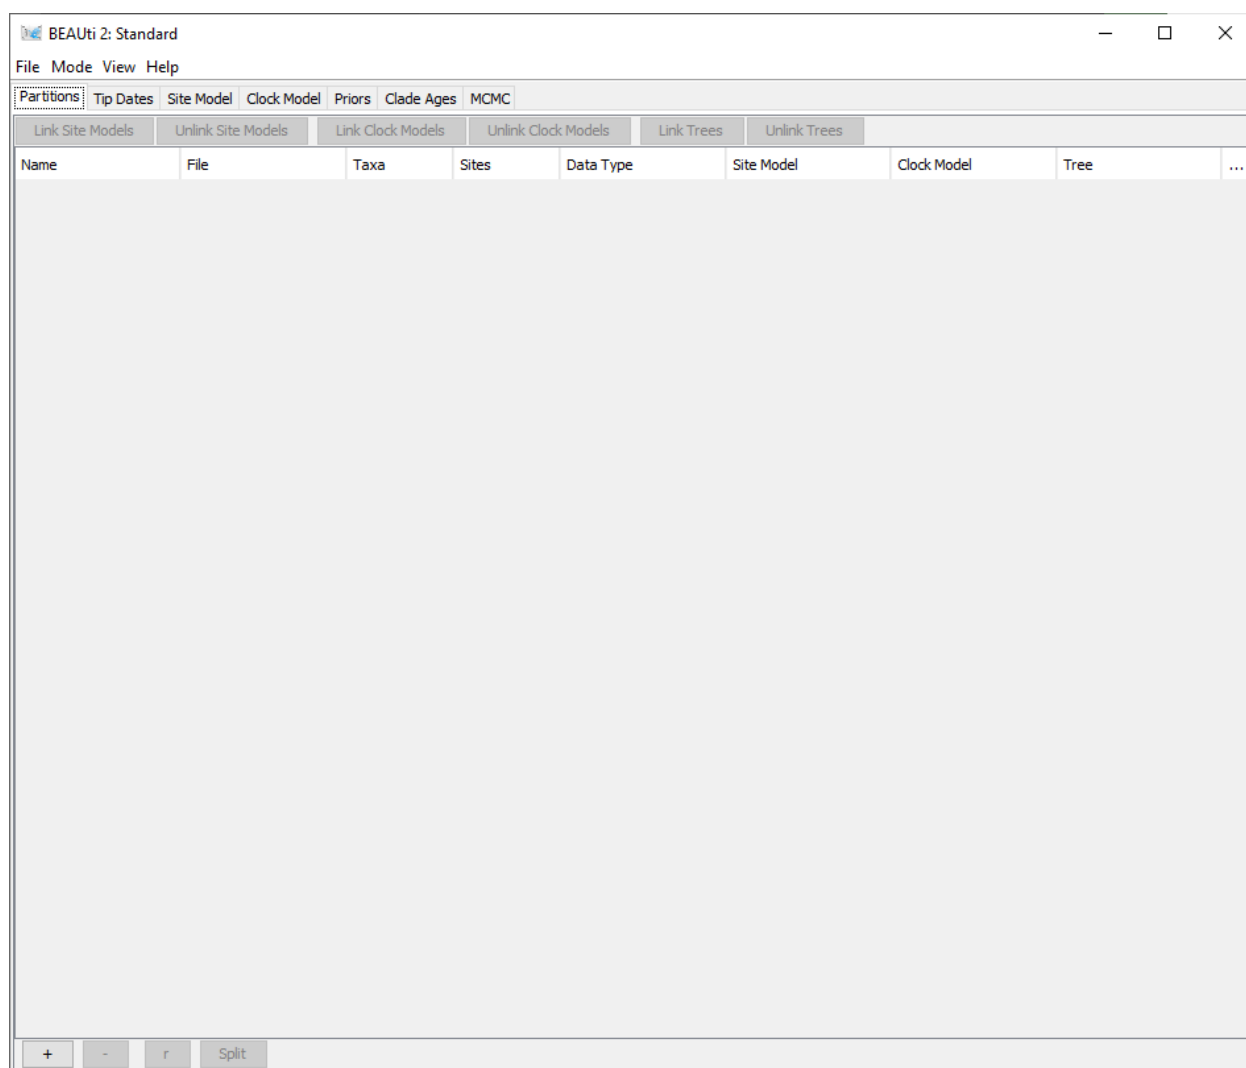 BEAUti 2: Standard
File Mode View Help
Partitions Tip Dates Site Model Clock Model Priors Clade Ages MCMC
Link Site Models Unlink Site Models Link Clock Models Unlink Clock Models Link Trees Unlink Trees
Name File Taxa Sites Data Type Site Model Clock Model Tree ...
+ - r Split